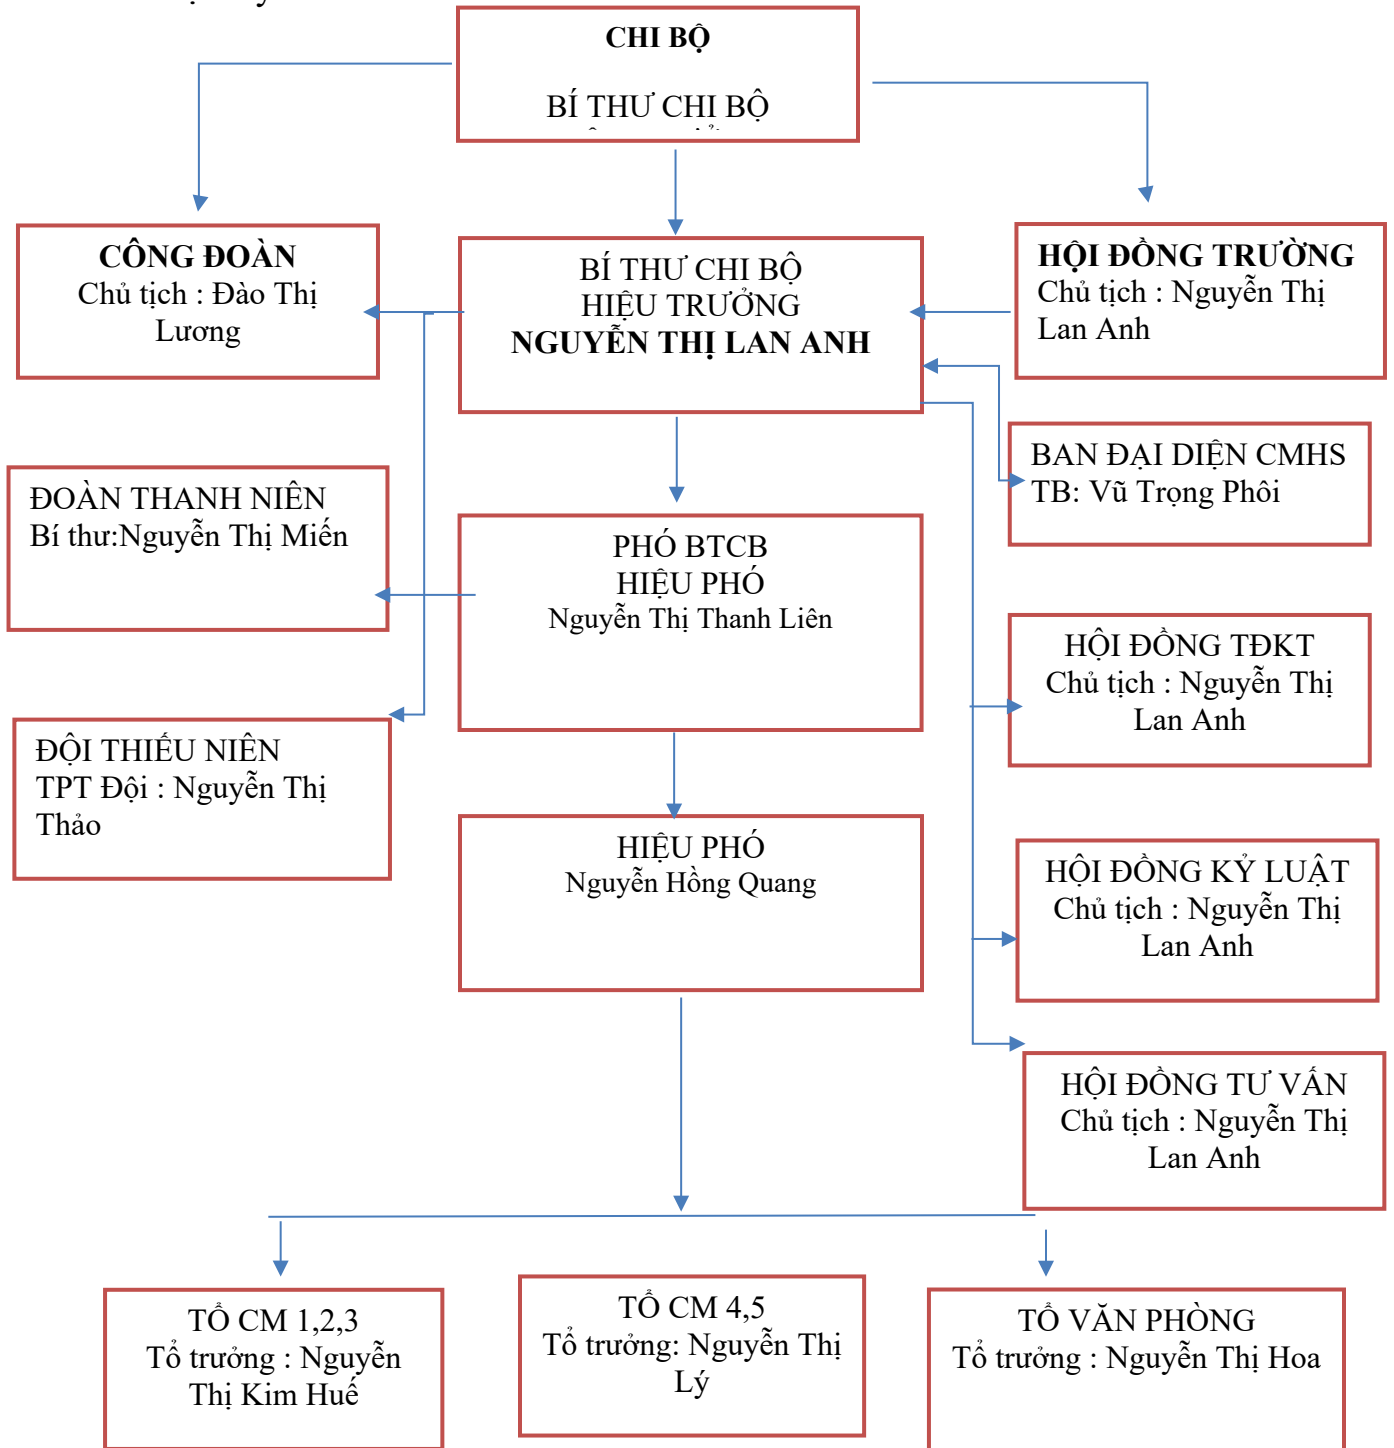 CHI BỘ
BÍ THƯ CHI BỘ
CÔNG ĐOÀN
Chủ tịch : Đào Thị
Lương
BÍ THƯ CHI BỘ
HIỆU TRƯỞNG
NGUYỄN THỊ LAN ANH
HỘI ĐỒNG TRƯỜNG
Chủ tịch : Nguyễn Thị
Lan Anh
BAN ĐẠI DIỆN CMHS
TB: Vũ Trọng Phôi
ĐOÀN THANH NIÊN
Bí thư:Nguyễn Thị Miến
PHÓ BTCB
HIỆU PHÓ
Nguyễn Thị Thanh Liên
HỘI ĐỒNG TĐKT
Chủ tịch : Nguyễn Thị
Lan Anh
ĐỘI THIẾU NIÊN
TPT Đội : Nguyễn Thị
Thảo
HIỆU PHÓ
Nguyễn Hồng Quang
HỘI ĐỒNG KỶ LUẬT
Chủ tịch : Nguyễn Thị
Lan Anh
HỘI ĐỒNG TƯ VẤN
Chủ tịch : Nguyễn Thị
Lan Anh
TỔ CM 1,2,3
Tổ trưởng : Nguyễn
Thị Kim Huế
TỔ CM 4,5
Tổ trưởng: Nguyễn Thị
Lý
TỔ VĂN PHÒNG
Tổ trưởng : Nguyễn Thị Hoa